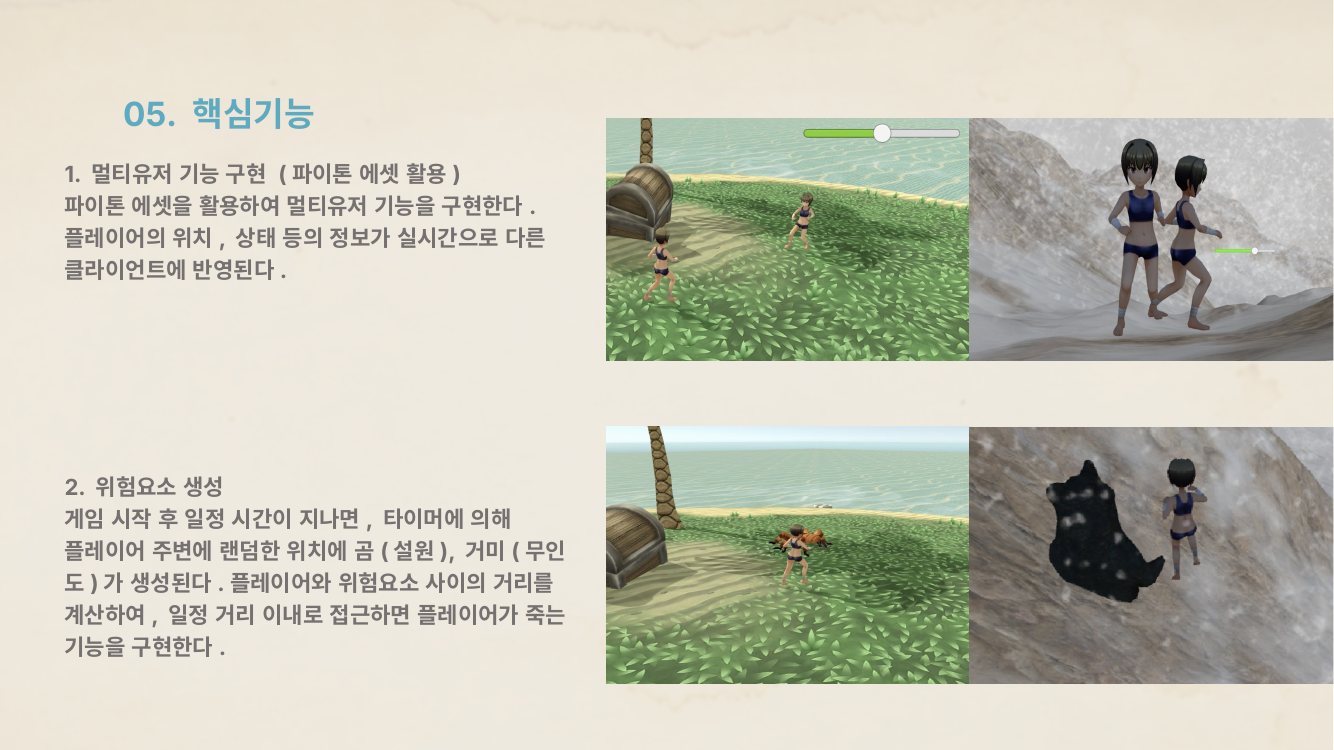 05. 핵심기능
1. 멀티유저 기능 구현 ( 파이톤 에셋 활용 )
파이톤 에셋을 활용하여 멀티유저 기능을 구현한다 .
플레이어의 위치 , 상태 등의 정보가 실시간으로 다른
클라이언트에 반영된다 .
2. 위험요소 생성
게임 시작 후 일정 시간이 지나면 , 타이머에 의해
플레이어 주변에 랜덤한 위치에 곰 ( 설원 ), 거미 ( 무인
도 ) 가 생성된다 . 플레이어와 위험요소 사이의 거리를
계산하여 , 일정 거리 이내로 접근하면 플레이어가 죽는
기능을 구현한다 .